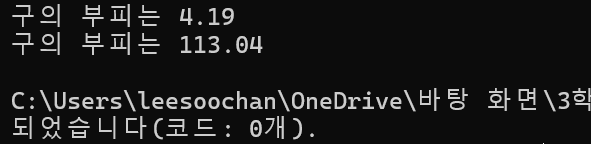 구의 부피는 4.19
구의 부피는 113.04
C:\Users\leesoochan\OneDrive\바탕 화면\3학
되었습니다(코드: 0개).